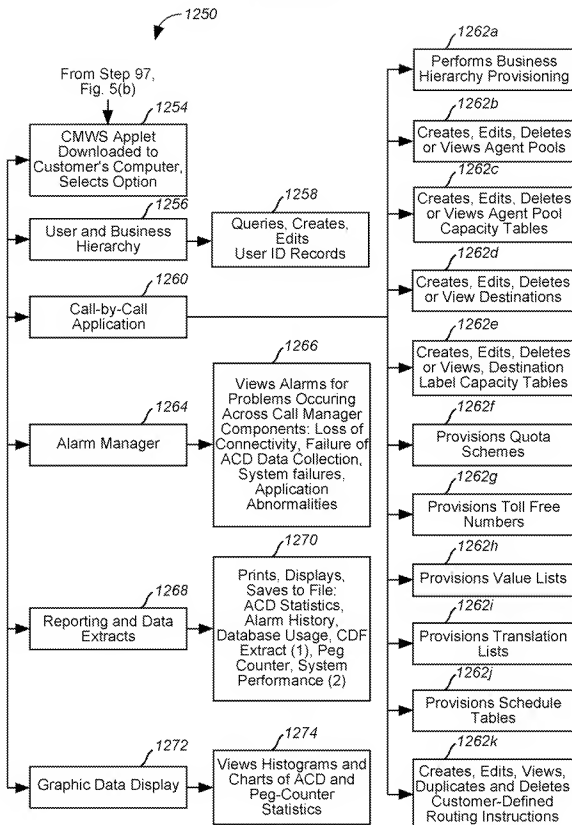 1250
From Step 97,
Fig. 5(b)
1254
CMWS Applet
Downloaded to
Customer's Computer,
Selects Option
1256
User and Business
Hierarchy
1258
Queries, Creates,
Edits
User ID Records
1260
Call-by-Call
Application
1264
Alarm Manager
1266
Views Alarms for
Problems Occuring
Across Call Manager
Components: Loss of
Connectivity, Failure of
ACD Data Collection,
System failures,
Application
Abnormalities
1268
Reporting and Data
Extracts
1270
Prints, Displays,
Saves to File:
ACD Statistics,
Alarm History,
Database Usage, CDF
Extract (1), Peg
Counter, System
Performance (2)
1272
Graphic Data Display
1274
Views Histograms and
Charts of ACD and
Peg-Counter
Statistics
1262a
Performs Business
Hierarchy Provisioning
1262b
Creates, Edits, Deletes
or Views Agent Pools
1262c
Creates, Edits, Deletes
or Views Agent Pool
Capacity Tables
1262d
Creates, Edits, Deletes
or View Destinations
1262e
Creates, Edits, Deletes
or Views, Destination
Label Capacity Tables
1262f
Provisions Quota
Schemes
1262g
Provisions Toll Free
Numbers
1262h
Provisions Value Lists
1262i
Provisions Translation
Lists
1262j
Provisions Schedule
Tables
1262k
Creates, Edits, Views,
Duplicates and Deletes
Customer-Defined
Routing Instructions